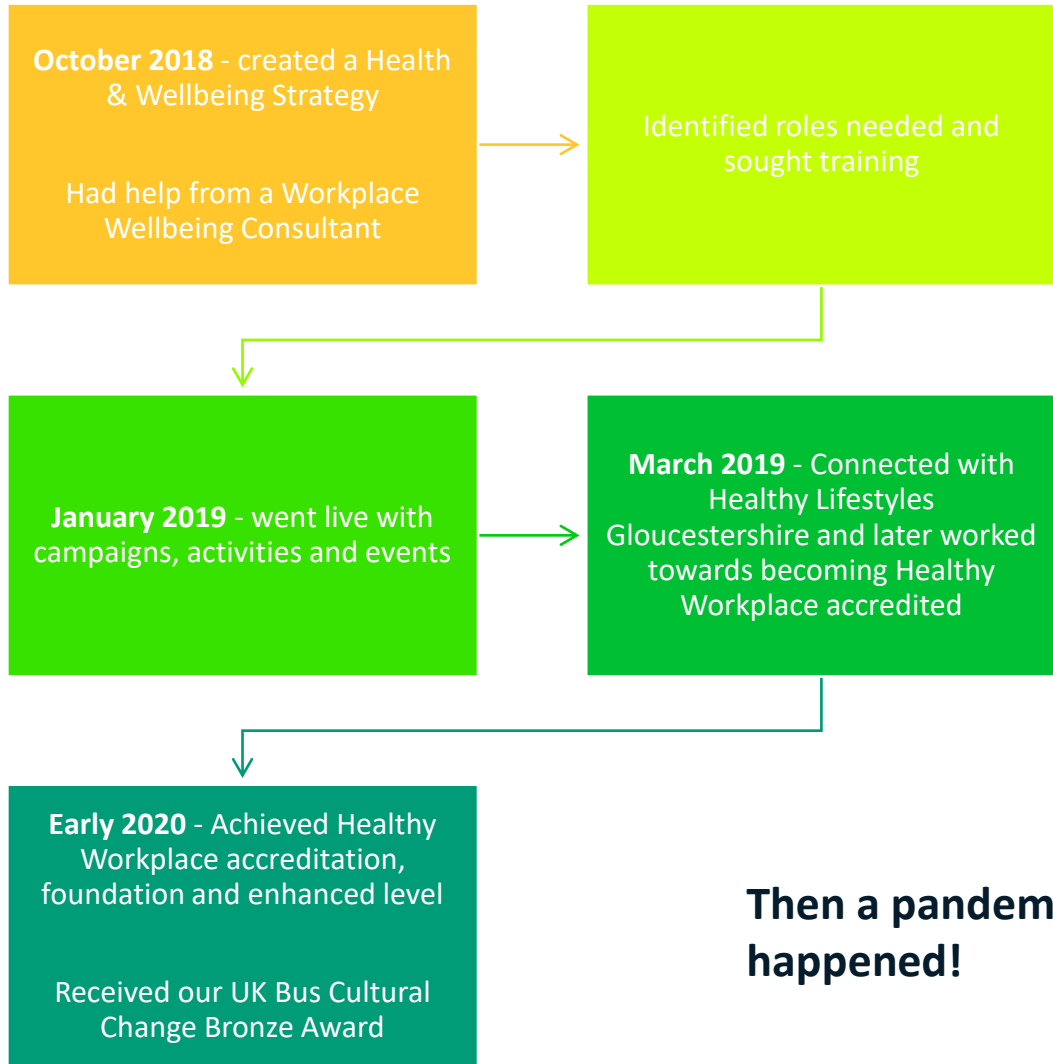 October 2018 - created a Health
& Wellbeing Strategy
Had help from a Workplace
Wellbeing Consultant
Identified roles needed and
sought training
January 2019 - went live with
campaigns, activities and events
March 2019 - Connected with
Healthy Lifestyles
Gloucestershire and later worked
towards becoming Healthy
Workplace accredited
Early 2020 - Achieved Healthy
Workplace accreditation,
foundation and enhanced level
Received our UK Bus Cultural
Change Bronze Award
Then a pandem
happened!